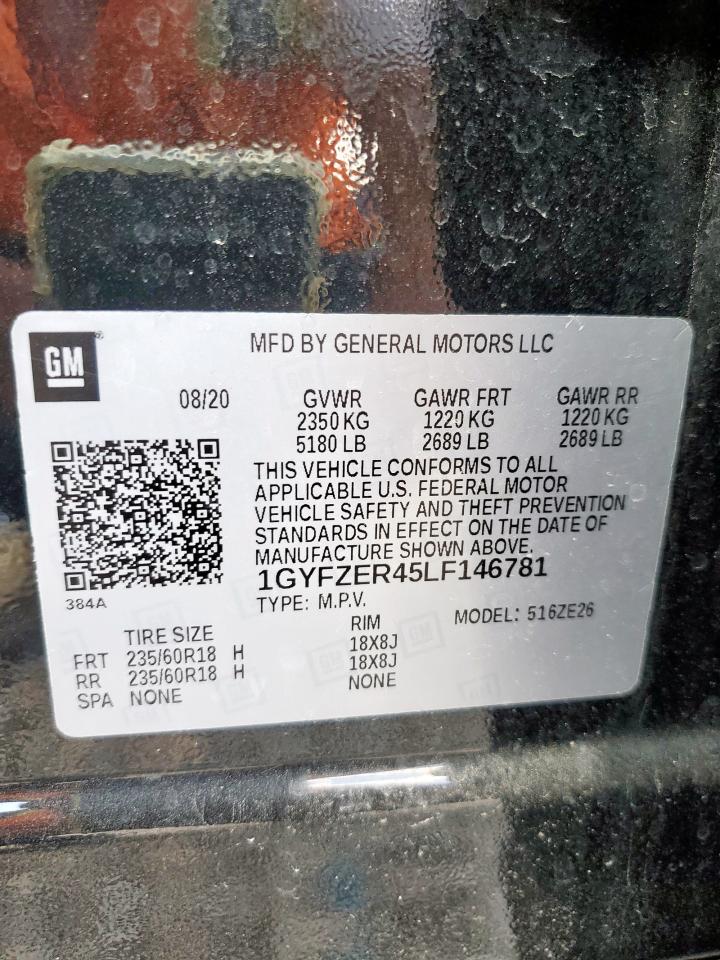 GM
MFD BY GENERAL MOTORS LLC
08/20 GVWR GAWR FRT GAWR RR
2350 KG 1220 KG 1220 KG
5180 LB 2689 LB 2689 LB
THIS VEHICLE CONFORMS TO ALL
APPLICABLE U.S. FEDERAL MOTOR
VEHICLE SAFETY AND THEFT PREVENTION
STANDARDS IN EFFECT ON THE DATE OF
MANUFACTURE SHOWN ABOVE.
1GYFZER45LF146781
384A
TYPE: M.P.V. MODEL: 516ZE26
TIRE SIZE RIM
FRT 235/60R18 H 18X8J
RR 235/60R18 H 18X8J
SPA NONE NONE